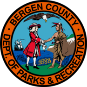 BERGEN COUNTY
DEPT. OF PARKS & RECREATION